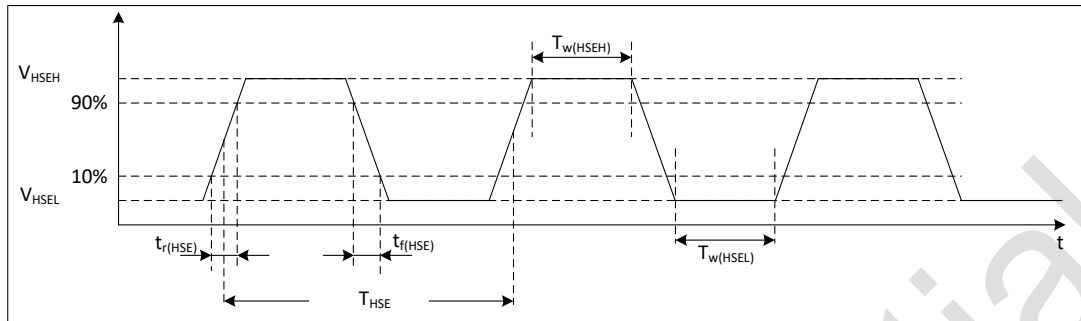 T_w(HSEH)
V_HSEH
90%
10%
V_HSEL
t
t_r(HSE)
t_f(HSE)
T_w(HSEL)
T_HSE